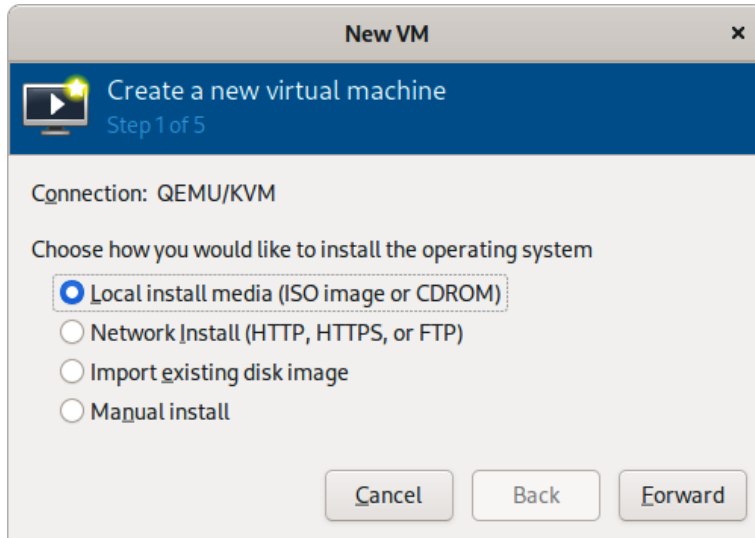 New VM
Create a new virtual machine
Step 1 of 5
Connection: QEMU/KVM
Choose how you would like to install the operating system
Local install media (ISO image or CDROM)
Network Install (HTTP, HTTPS, or FTP)
Import existing disk image
Manual install
Cancel Back Forward